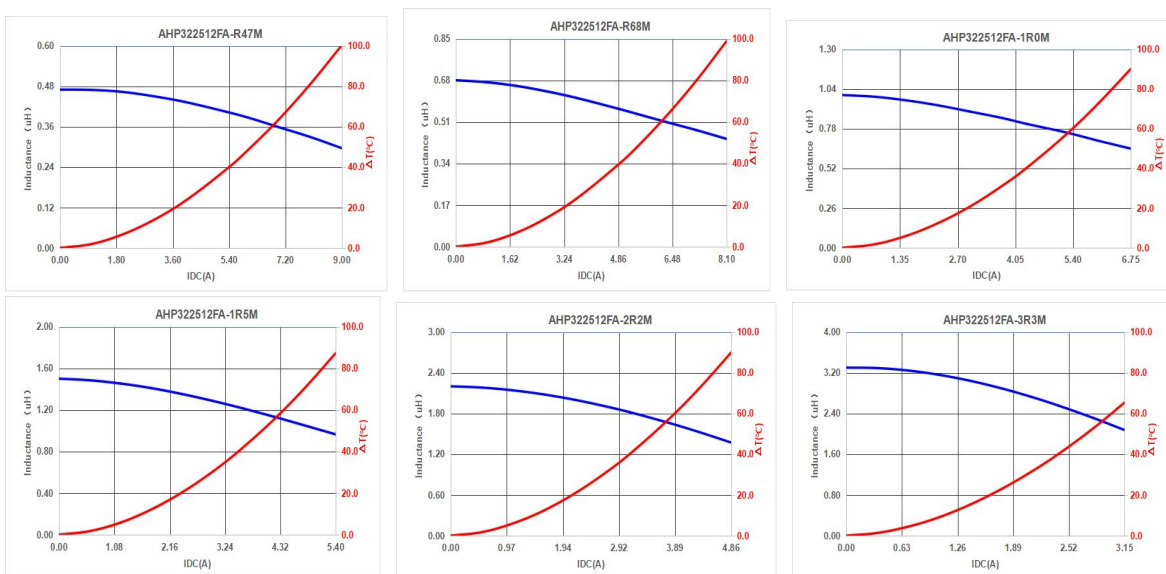 AHP322512FA-R47M
0.60
0.48
0.36
0.24
0.12
0.00
Inductance（uH）
100.0
80.0
60.0
40.0
20.0
0.0
ΔT(℃)
0.00 1.80 3.60 5.40 7.20 9.00
IDC(A)
AHP322512FA-R68M
0.85
0.68
0.51
0.34
0.17
0.00
Inductance（uH）
100.0
80.0
60.0
40.0
20.0
0.0
ΔT(℃)
0.00 1.62 3.24 4.86 6.48 8.10
IDC(A)
AHP322512FA-1R0M
1.30
1.04
0.78
0.52
0.26
0.00
Inductance（uH）
100.0
80.0
60.0
40.0
20.0
0.0
ΔT(℃)
0.00 1.35 2.70 4.05 5.40 6.75
IDC(A)
AHP322512FA-1R5M
2.00
1.60
1.20
0.80
0.40
0.00
Inductance（uH）
100.0
80.0
60.0
40.0
20.0
0.0
ΔT(℃)
0.00 1.08 2.16 3.24 4.32 5.40
IDC(A)
AHP322512FA-2R2M
3.00
2.40
1.80
1.20
0.60
0.00
Inductance（uH）
100.0
80.0
60.0
40.0
20.0
0.0
ΔT(℃)
0.00 0.97 1.94 2.92 3.89 4.86
IDC(A)
AHP322512FA-3R3M
4.00
3.20
2.40
1.60
0.80
0.00
Inductance（uH）
100.0
80.0
60.0
40.0
20.0
0.0
ΔT(℃)
0.00 0.63 1.26 1.89 2.52 3.15
IDC(A)